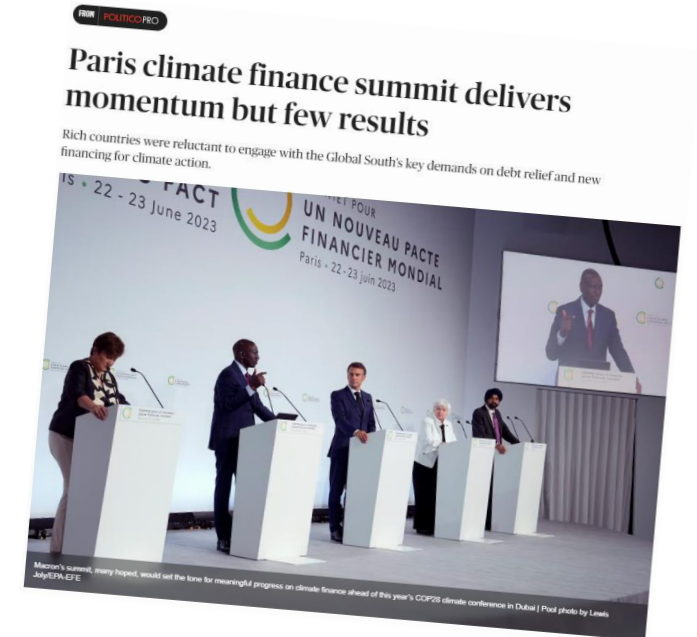 FROM POLITICOPRO
Paris climate finance summit delivers
momentum but few results
Rich countries were reluctant to engage with the Global South's key demands on debt relief and new
financing for climate action.
PACT
22 - 23 June 2023
POUR
UN NOUVEAU PACTE
FINANCIER MONDIAL
Paris • 22-23 juin 2023
Macron's summit, many hoped, would set the tone for meaningful progress on climate finance ahead of this year's COP28 climate conference in Dubai | Pool photo by Lewis
Joly/EPA-EFE